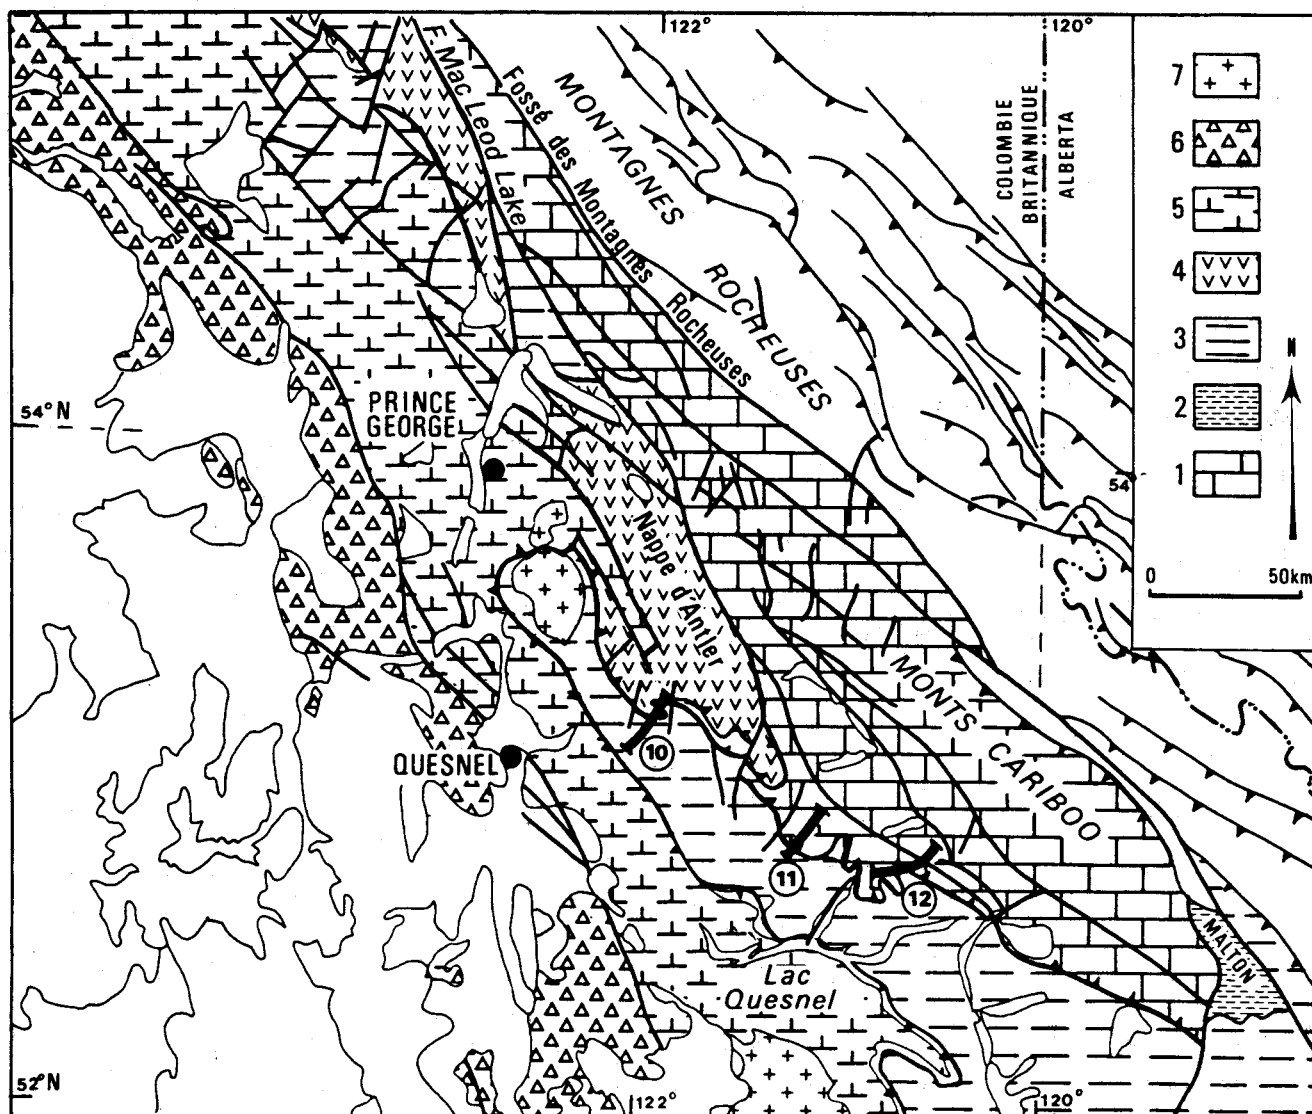 122°
120°
F. Mac Leod Lake
Fossé des Montagnes Rocheuses
MONTAGNES
ROCHEUSES
COLOMBIE
BRITANNIQUE
ALBERTA
7
6
5
4
3
2
1
N
0 50km
54°N
54
PRINCE
GEORGE
Nappe d'Antler
MONTS CARIBOO
QUESNEL
10
11
12
MALTON
Lac
Quesnel
52°N
122°
120°